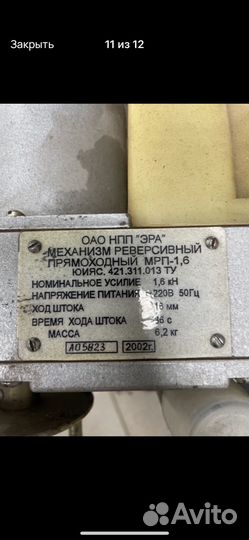 Закрыть
11 из 12
ОАО НПП "ЭРА"
МЕХАНИЗМ РЕВЕРСИВНЫЙ
ПРЯМОХОДНЫЙ МРП-1,6
ЮИЯС. 421.311.013 ТУ
НОМИНАЛЬНОЕ УСИЛИЕ 1,6 кН
НАПРЯЖЕНИЕ ПИТАНИЯ 220В 50Гц
ХОД ШТОКА мм
ВРЕМЯ ХОДА ШТОКА с
МАССА 6,2 кг
А05823 2002г.
Avito